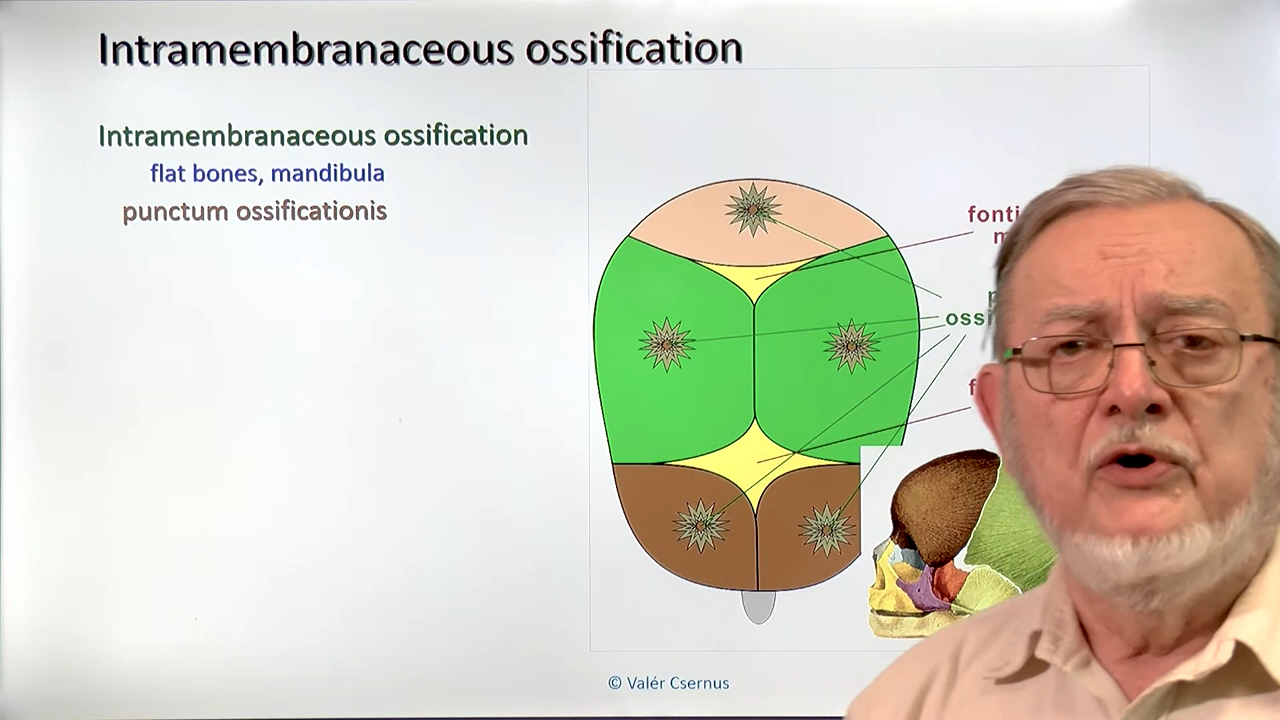 Intramembranaceous ossification
Intramembranaceous ossification
flat bones, mandibula
punctum ossificationis
© Valér Csernus